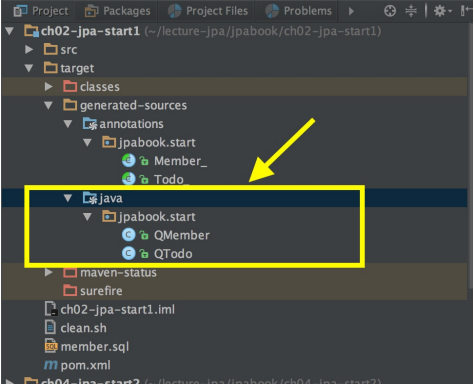 Project Packages Project Files Problems
ch02-jpa-start1 (~/lecture-jpa/jpabook/ch02-jpa-start1)
src
target
classes
generated-sources
annotations
jpabook.start
Member_
Todo_
java
jpabook.start
QMember
QTodo
maven-status
surefire
ch02-jpa-start1.iml
clean.sh
member.sql
pom.xml
ch04-jpa-start2 (~/lecture-jpa/jpabook/ch04-jpa-start2)